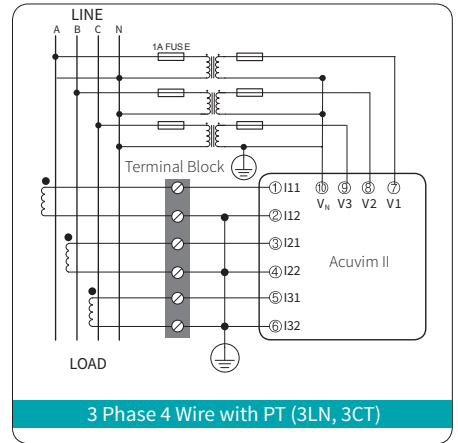 LINE
A B C N
1A FUSE
Terminal Block
① I11
② I12
③ I21
④ I22
⑤ I31
⑥ I32
⑩ ⑨ ⑧ ⑦
VN V3 V2 V1
Acuvim II
LOAD
3 Phase 4 Wire with PT (3LN, 3CT)